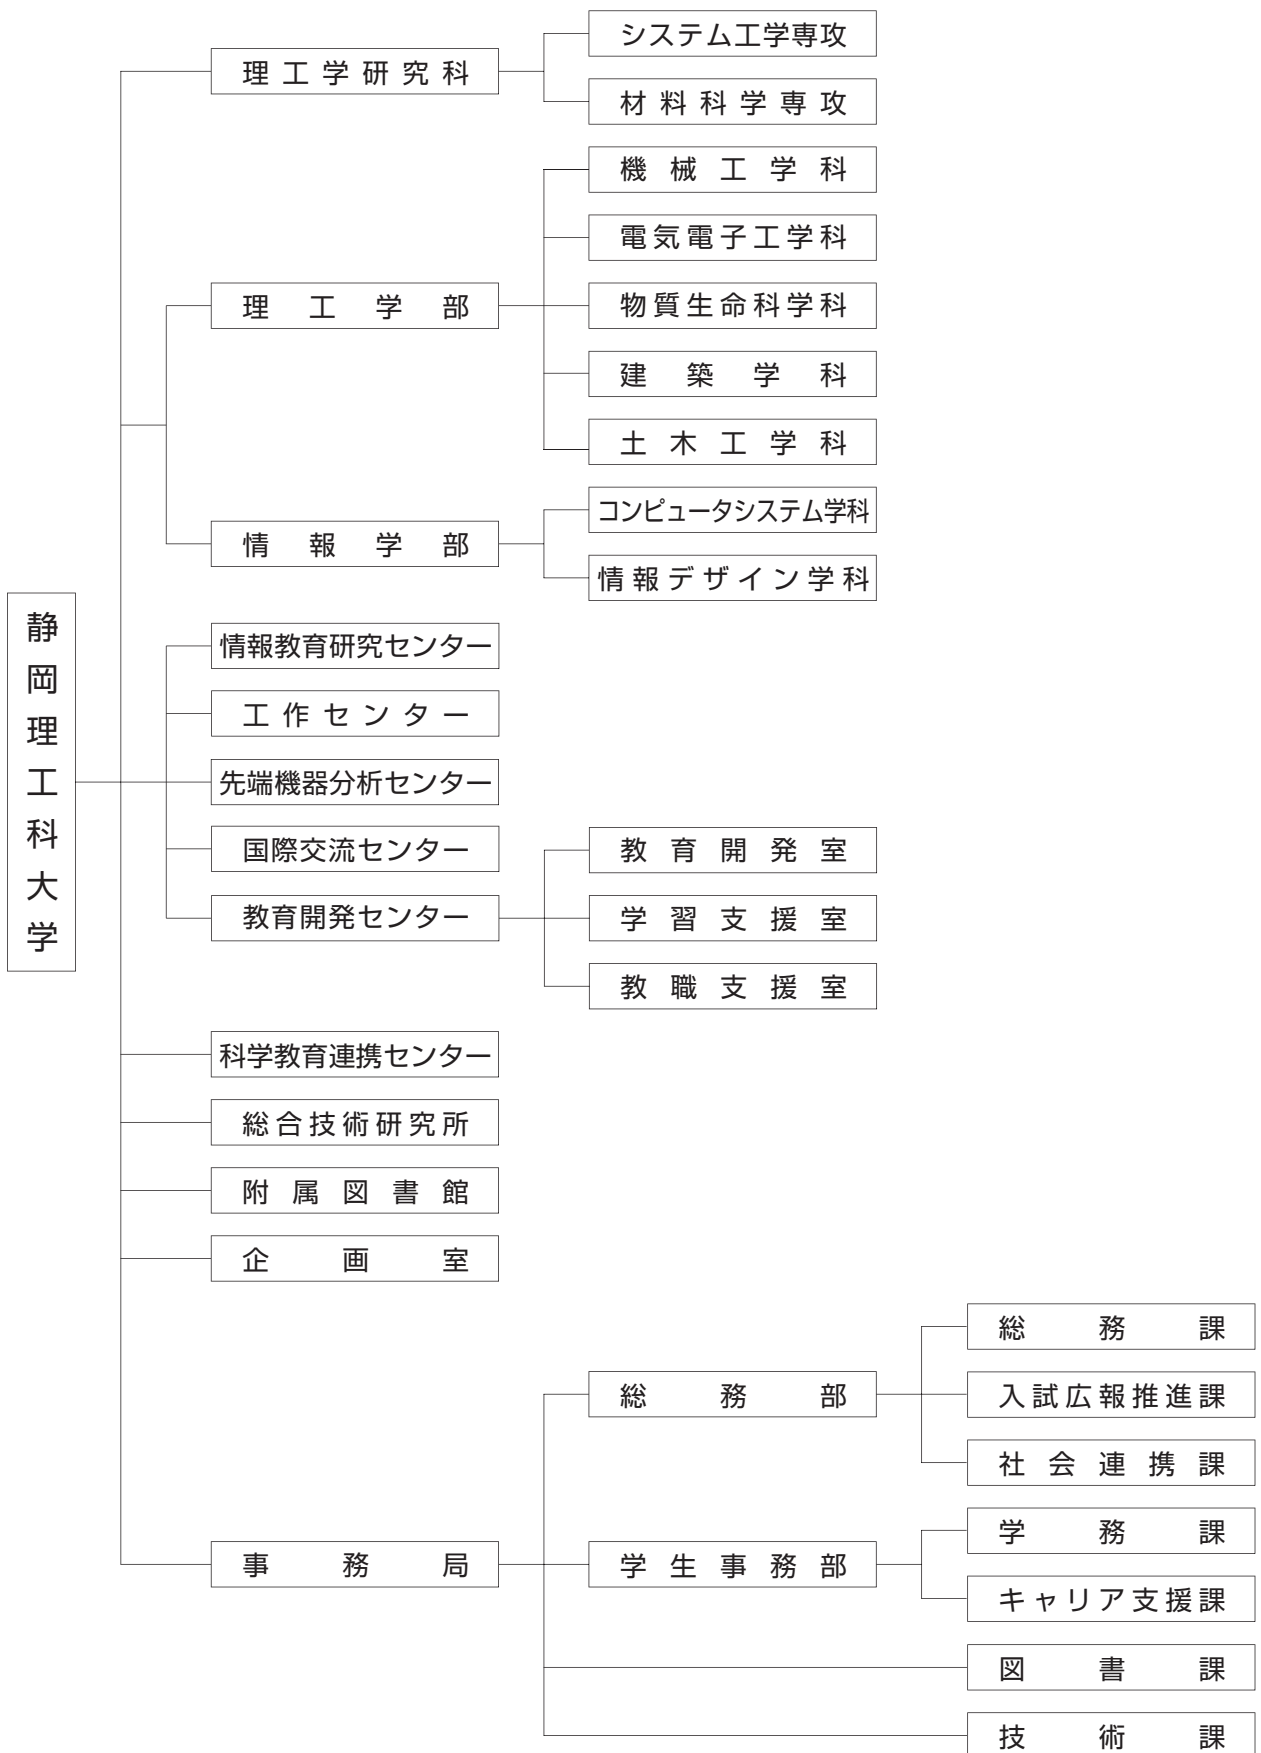 静岡理工科大学
理工学研究科
システム工学専攻
材料科学専攻
理工学部
機械工学科
電気電子工学科
物質生命科学科
建築学科
土木工学科
情報学部
コンピュータシステム学科
情報デザイン学科
情報教育研究センター
工作センター
先端機器分析センター
国際交流センター
教育開発センター
教育開発室
学習支援室
教職支援室
科学教育連携センター
総合技術研究所
附属図書館
企画室
事務局
総務部
総務課
入試広報推進課
社会連携課
学生事務部
学務課
キャリア支援課
図書課
技術課